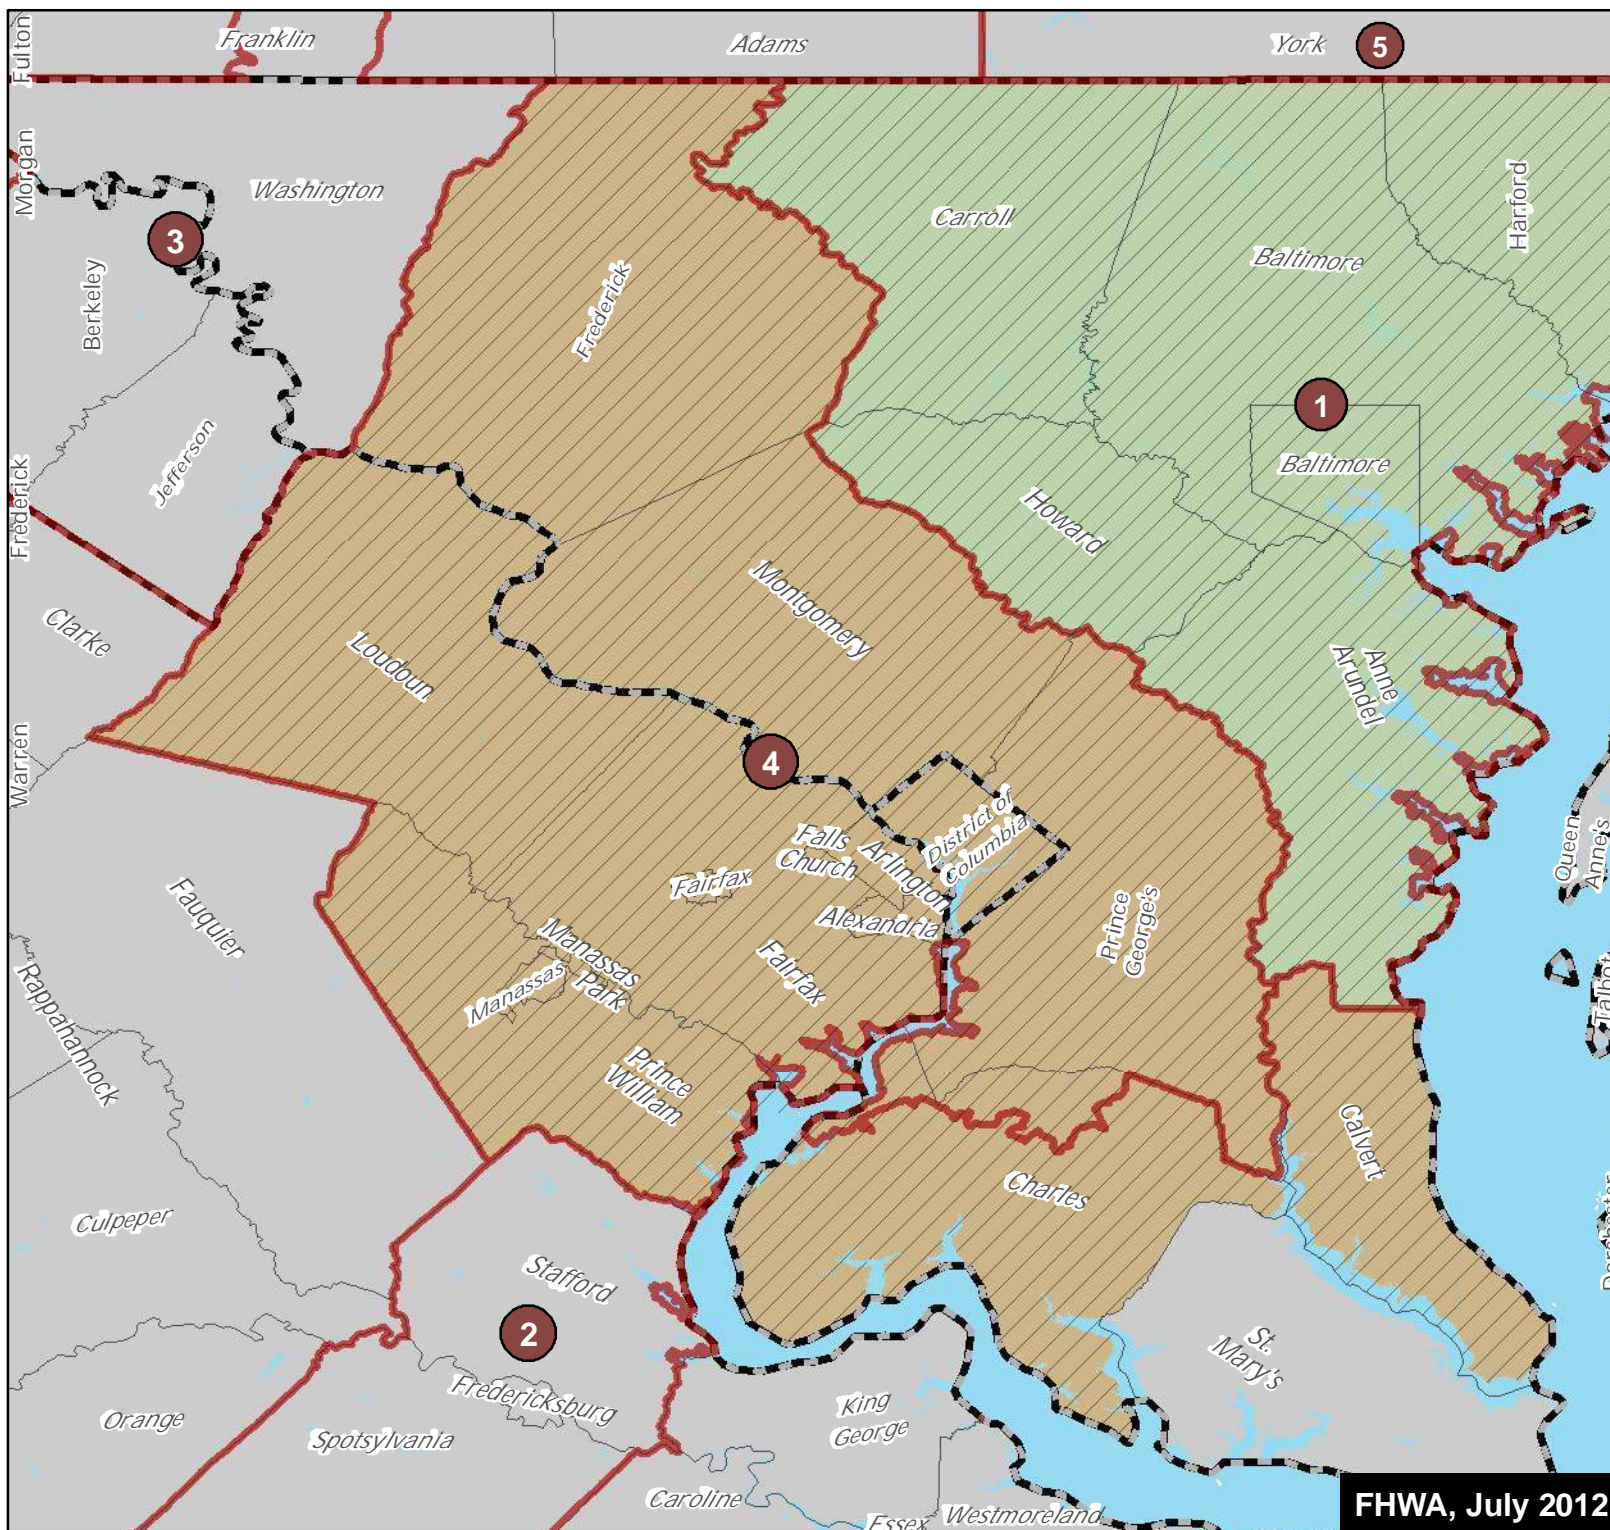 Fulton
Franklin
Adams
York
5
Morgan
Washington
3
Berkeley
Frederick
Carroll
Baltimore
Harford
1
Baltimore
Jefferson
Frederick
Howard
Clarke
Loudoun
Montgomery
Anne
Arundel
Warren
4
District of
Columbia
Falls
Church
Arlington
Fairfax
Alexandria
Queen
Anne's
Fauquier
Prince
George's
Manassas
Park
Manassas
Fairfax
Talbot
Rappahannock
Prince
William
Calvert
Charles
Culpeper
Stafford
2
St.
Mary's
Fredericksburg
King
George
Orange
Spotsylvania
Caroline
Essex
Westmoreland
FHWA, July 2012